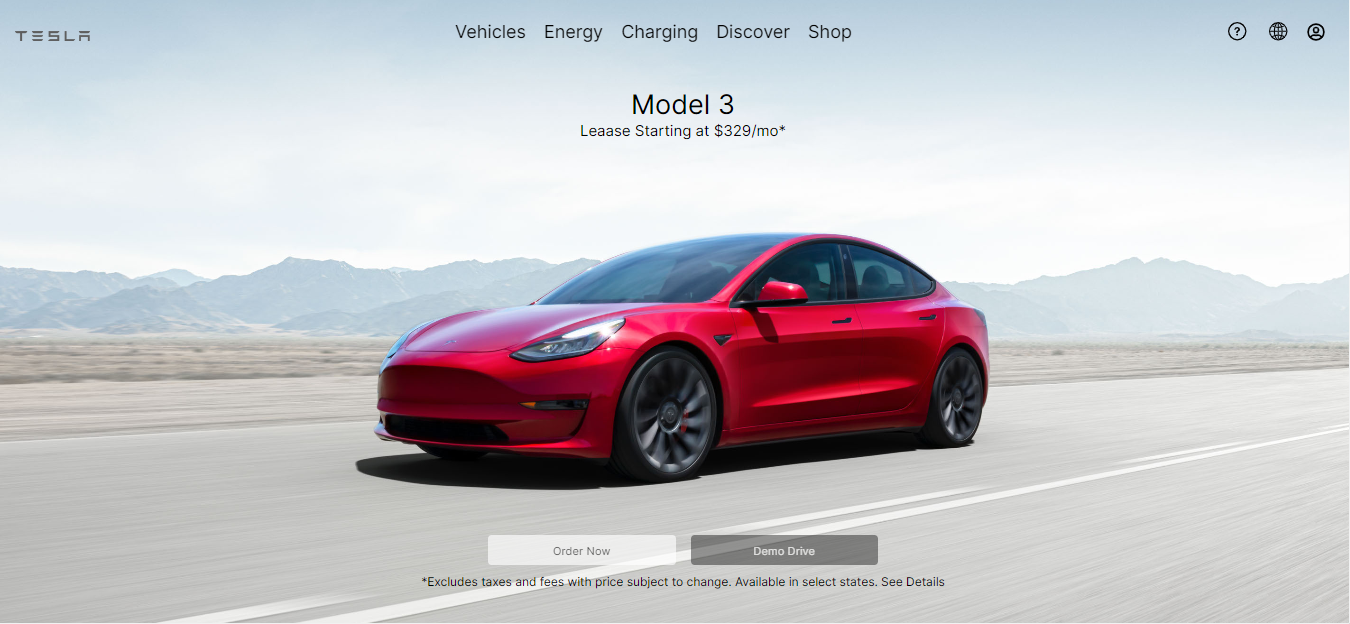 TESLA
Vehicles Energy Charging Discover Shop
?
Model 3
Leaase Starting at $329/mo*
Order Now
Demo Drive
*Excludes taxes and fees with price subject to change. Available in select states. See Details